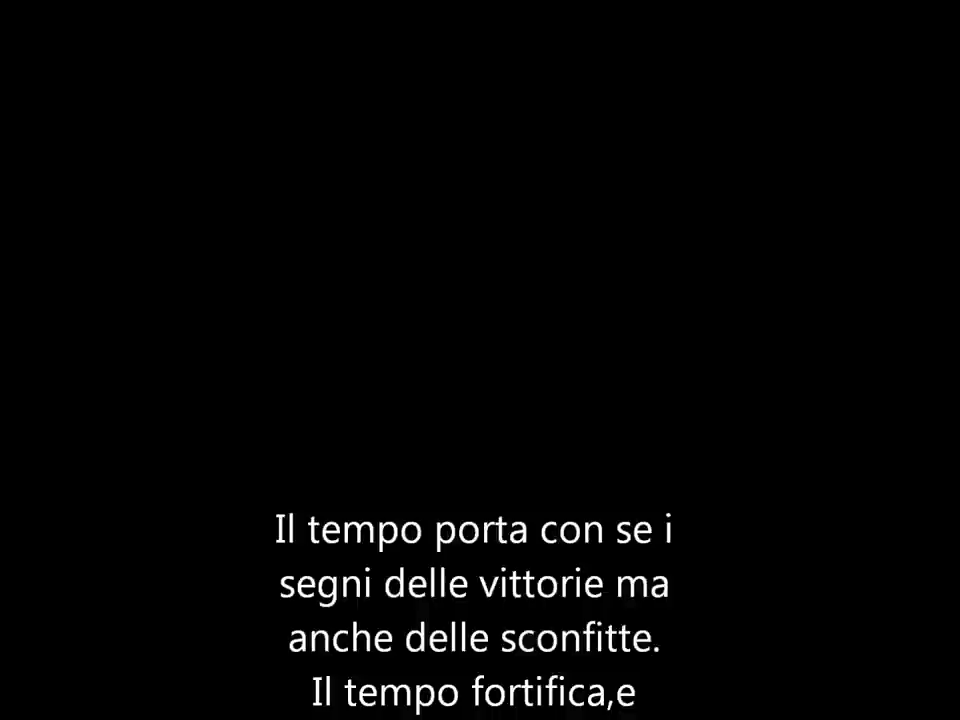 Il tempo porta con se i
segni delle vittorie ma
anche delle sconfitte.
Il tempo fortifica,e